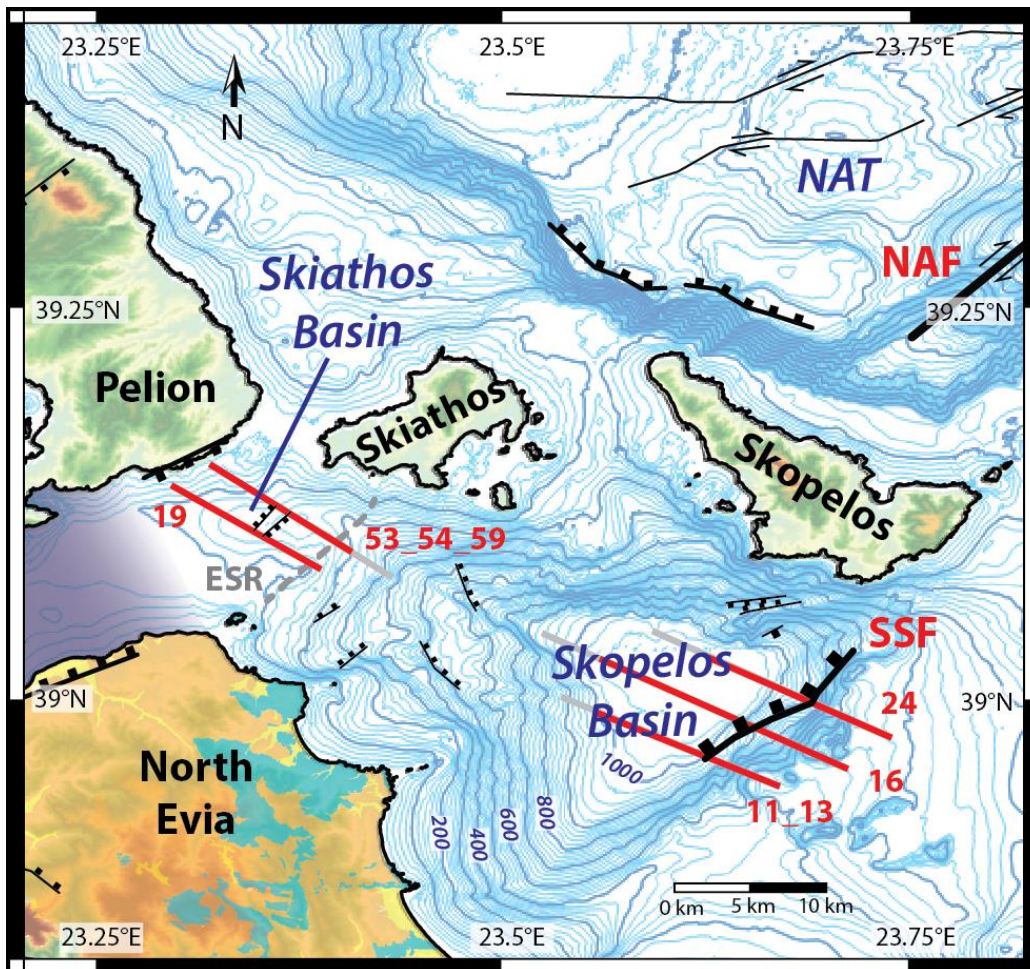 23.25°E
23.5°E
23.75°E
N
NAT
NAF
Skiathos
Basin
39.25°N
39.25°N
Pelion
Skiathos
Skopelos
19
53_54_59
ESR
SSF
Skopelos
Basin
39°N
39°N
24
North
Evia
1000
16
11_13
200
400
600
800
0 km
5 km
10 km
23.25°E
23.5°E
23.75°E